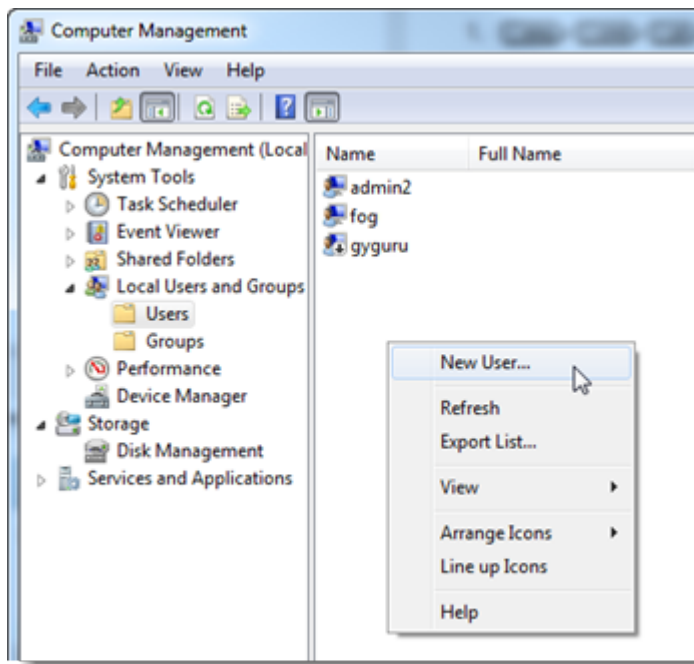 Computer Management
File Action View Help
Computer Management (Local
System Tools
Task Scheduler
Event Viewer
Shared Folders
Local Users and Groups
Users
Groups
Performance
Device Manager
Storage
Disk Management
Services and Applications
Name Full Name
admin2
fog
gyguru
New User...
Refresh
Export List...
View
Arrange Icons
Line up Icons
Help